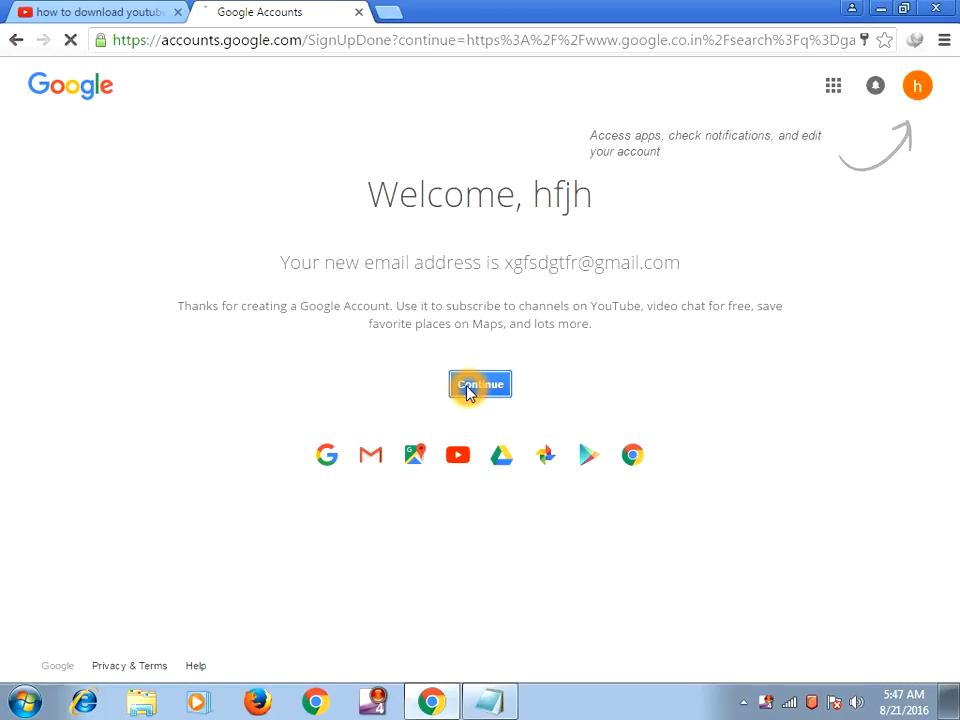 how to download youtub
Google Accounts
https://accounts.google.com/SignUpDone?continue=https%3A%2F%2Fwww.google.co.in%2Fsearch%3Fq%3Dga
Google
h
Access apps, check notifications, and edit
your account
Welcome, hfjh
Your new email address is xgfsdgtfr@gmail.com
Thanks for creating a Google Account. Use it to subscribe to channels on YouTube, video chat for free, save
favorite places on Maps, and lots more.
Continue
Google Privacy & Terms Help
4
5:47 AM
8/21/2016